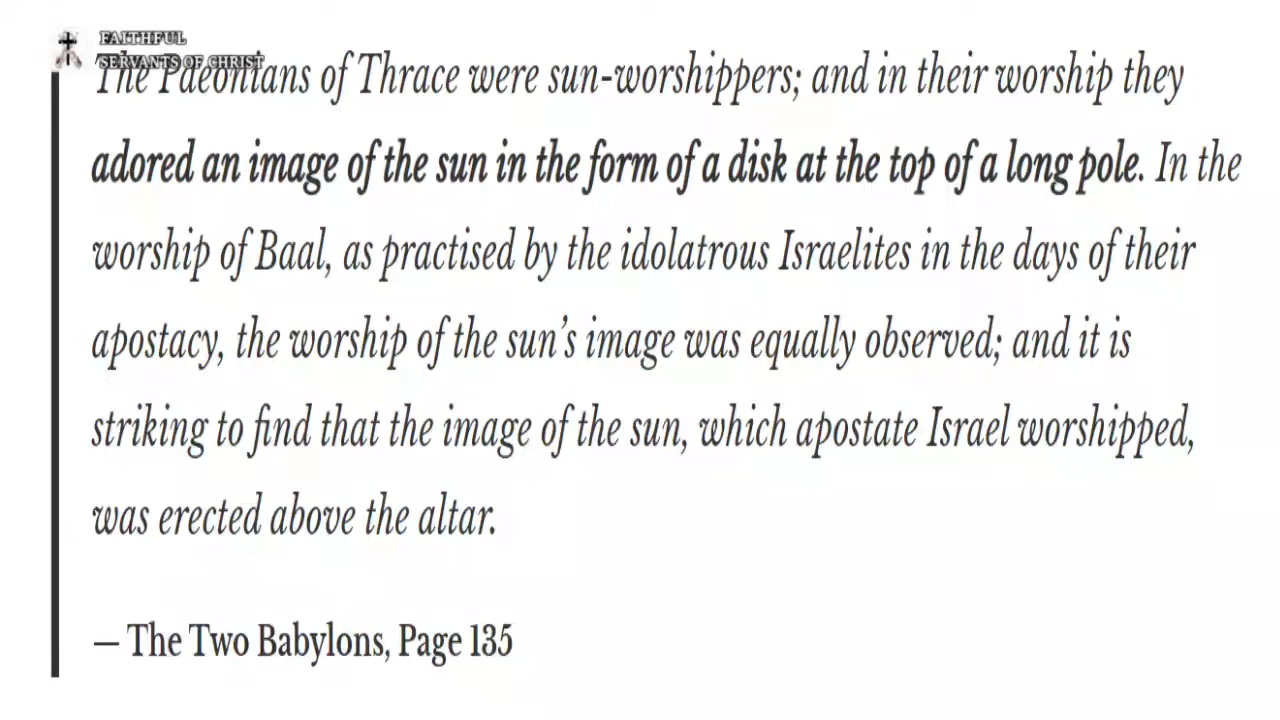 FAITHFUL
SERVANTS OF CHRIST
The Paeonians of Thrace were sun-worshippers; and in their worship they
adored an image of the sun in the form of a disk at the top of a long pole. In the
worship of Baal, as practised by the idolatrous Israelites in the days of their
apostacy, the worship of the sun’s image was equally observed; and it is
striking to find that the image of the sun, which apostate Israel worshipped,
was erected above the altar.
— The Two Babylons, Page 135